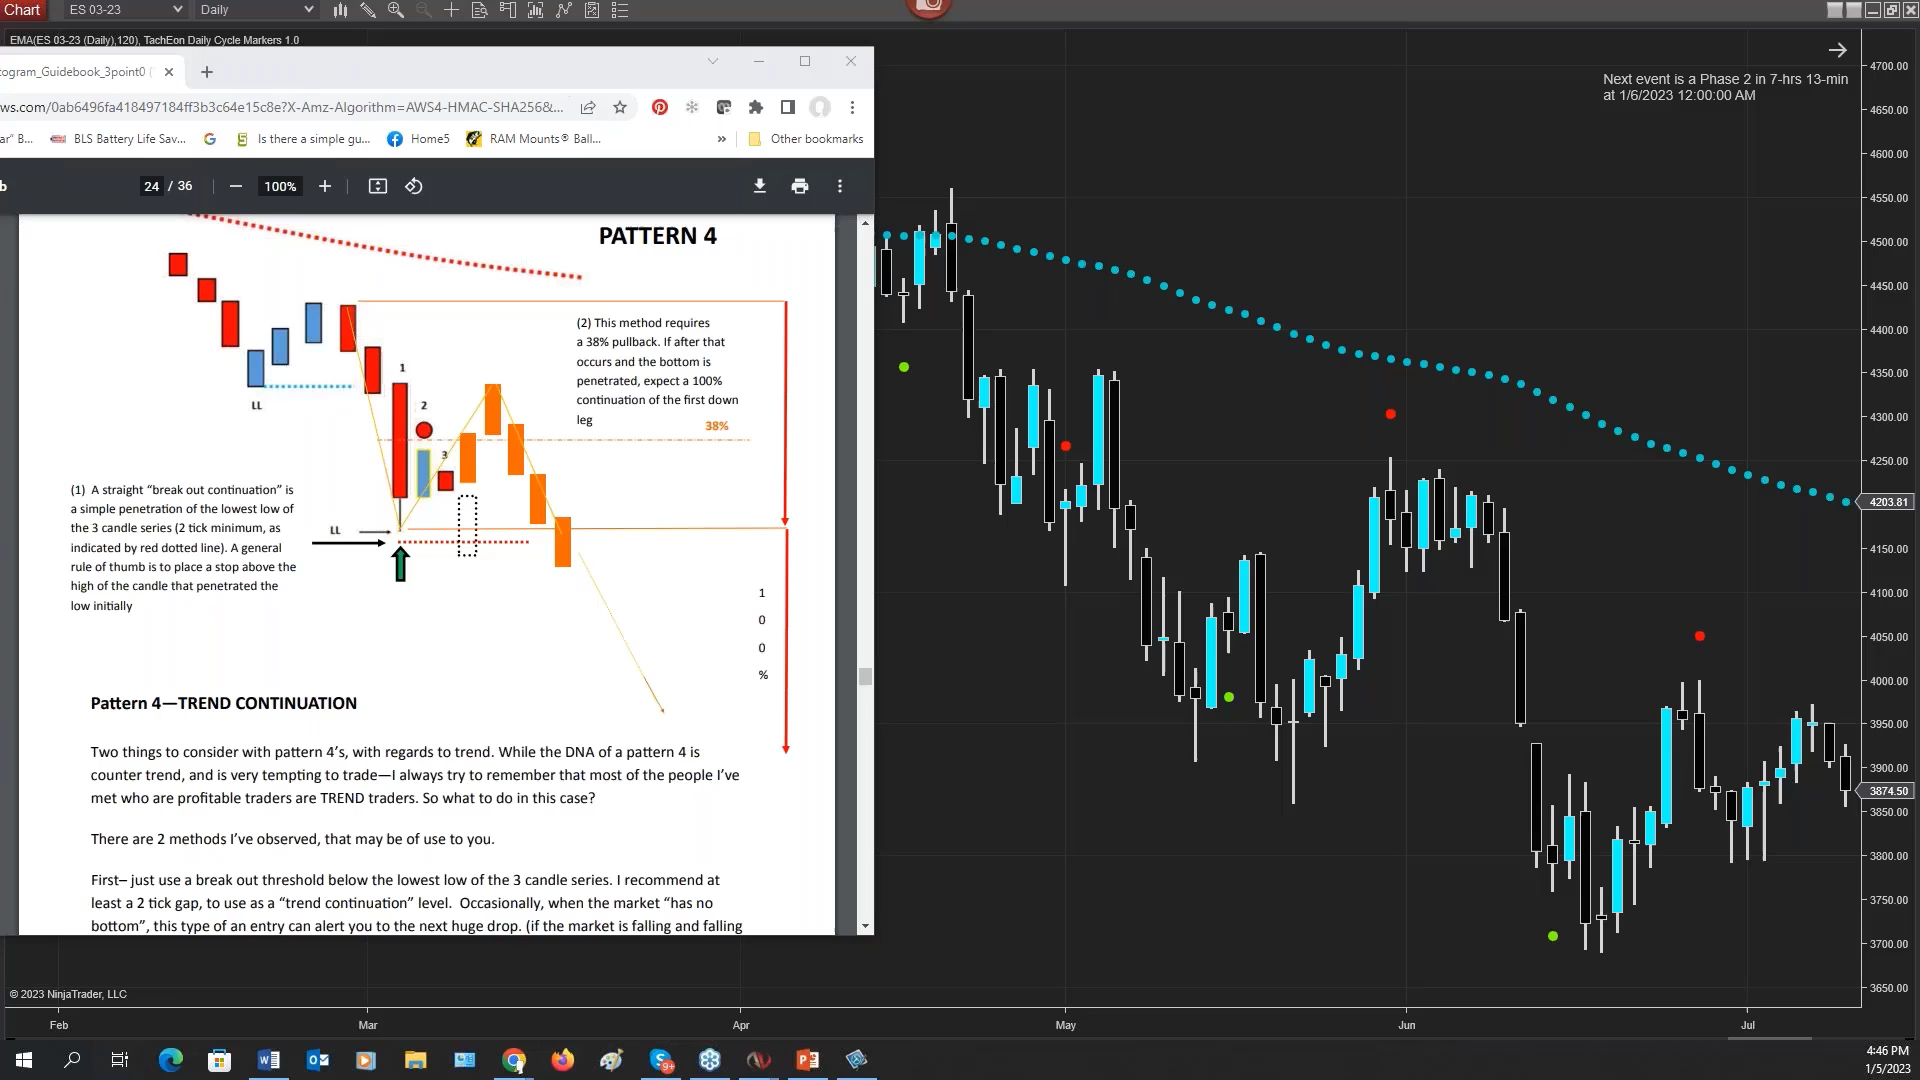 Chart
ES 03-23
Daily
EMA(ES 03-23 (Daily),120), TachEon Daily Cycle Markers 1.0
ogram_Guidebook_3point0 (
ws.com/0ab6496fa418497184ff3b3c64e15c8e?X-Amz-Algorithm=AWS4-HMAC-SHA256&...
ar" B...
BLS Battery Life Sav...
Is there a simple gu...
Home5
RAM Mounts® Ball...
»
Other bookmarks
b
24 / 36
100%
PATTERN 4
(2) This method requires
a 38% pullback. If after that
occurs and the bottom is
penetrated, expect a 100%
continuation of the first down
leg
38%
1
2
3
LL
(1) A straight “break out continuation” is
a simple penetration of the lowest low of
the 3 candle series (2 tick minimum, as
indicated by red dotted line). A general
rule of thumb is to place a stop above the
high of the candle that penetrated the
low initially
LL
1
0
0
%
Pattern 4—TREND CONTINUATION
Two things to consider with pattern 4’s, with regards to trend. While the DNA of a pattern 4 is
counter trend, and is very tempting to trade—I always try to remember that most of the people I’ve
met who are profitable traders are TREND traders. So what to do in this case?
There are 2 methods I’ve observed, that may be of use to you.
First– just use a break out threshold below the lowest low of the 3 candle series. I recommend at
least a 2 tick gap, to use as a “trend continuation” level. Occasionally, when the market “has no
bottom”, this type of an entry can alert you to the next huge drop. (if the market is falling and falling
Next event is a Phase 2 in 7-hrs 13-min
at 1/6/2023 12:00:00 AM
4700.00
4650.00
4600.00
4550.00
4500.00
4450.00
4400.00
4350.00
4300.00
4250.00
4203.81
4150.00
4100.00
4050.00
4000.00
3950.00
3900.00
3874.50
3850.00
3800.00
3750.00
3700.00
3650.00
© 2023 NinjaTrader, LLC
Feb
Mar
Apr
May
Jun
Jul
9+
4:46 PM
1/5/2023